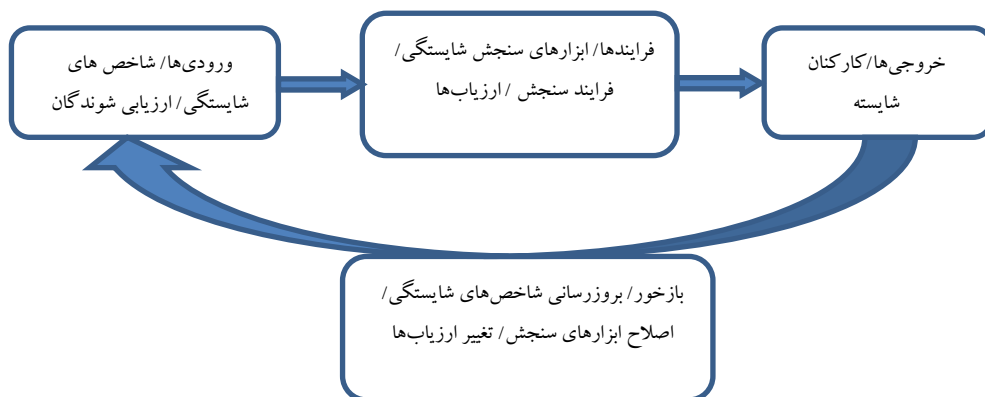 ورودی‌ها/ شاخص های
شایستگی/ ارزیابی شوندگان
فرایندها/ ابزارهای سنجش شایستگی/
فرایند سنجش / ارزیاب‌ها
خروجی‌ها/کارکنان
شایسته
بازخور/ بروزرسانی شاخص‌های شایستگی/
اصلاح ابزارهای سنجش/ تغییر ارزیاب‌ها